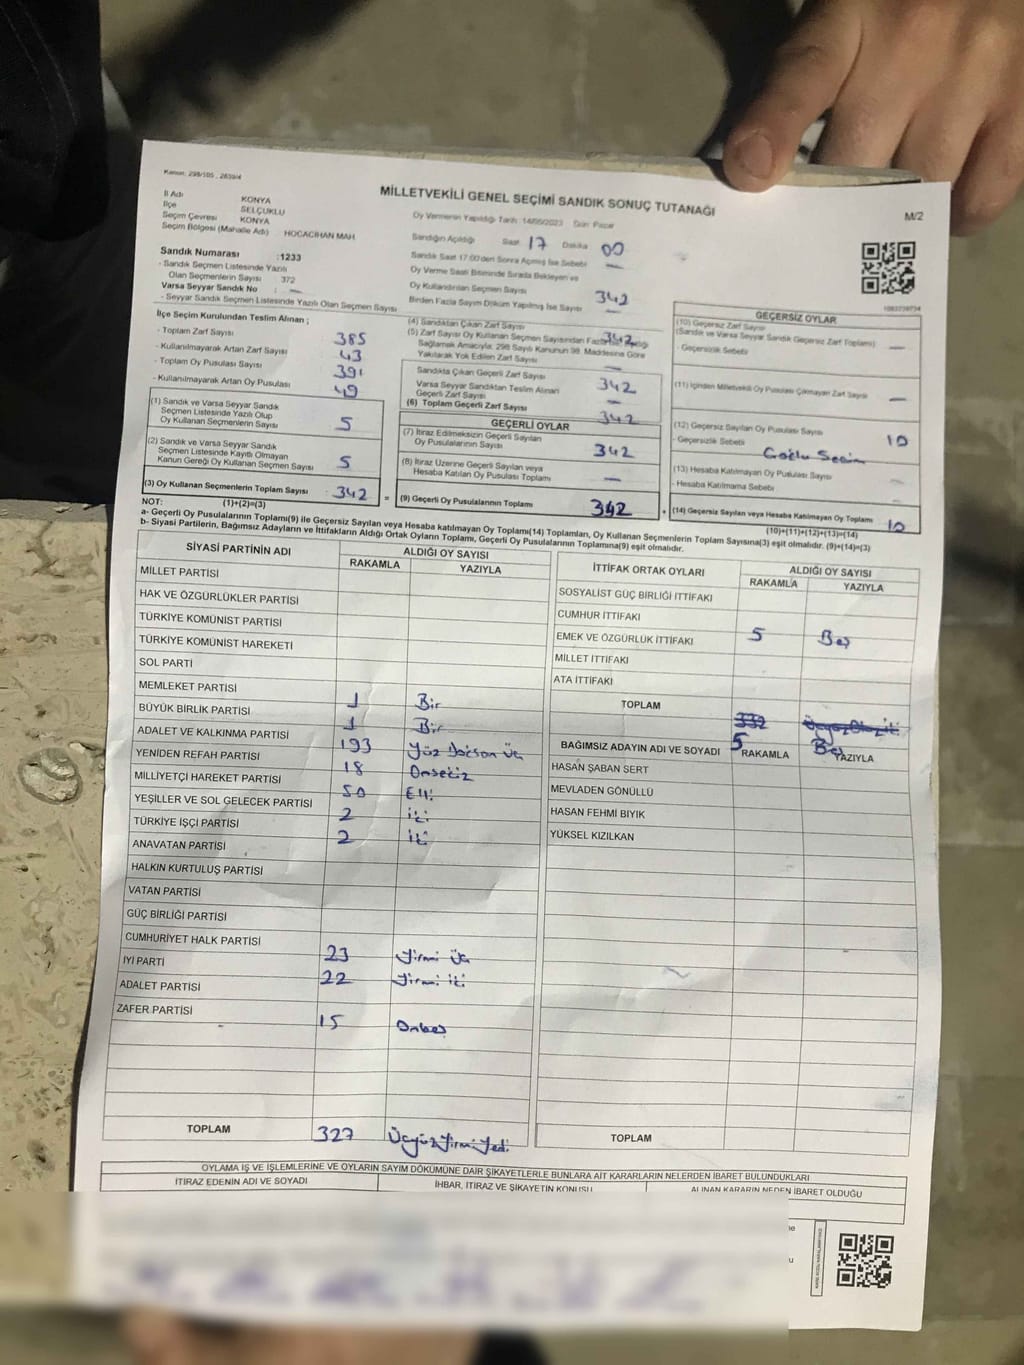 Kanun, 298/105 , 2839/4
MİLLETVEKİLİ GENEL SEÇİMİ SANDIK SONUÇ TUTANAĞI
M/2
İl Adı KONYA
İlçe SELÇUKLU
Seçim Çevresi KONYA
Seçim Bölgesi (Mahalle Adı) HOCACİHAN MAH.
Sandık Numarası :1233
- Sandık Seçmen Listesinde Yazılı
Olan Seçmenlerin Sayısı 372
Varsa Seyyar Sandık No : —
- Seyyar Sandık Seçmen Listesinde Yazılı Olan Seçmen Sayısı
Oy Vermenin Yapıldığı Tarih: 14/05/2023 Gün: Pazar
Sandığın Açıldığı Saat 17 Dakika 00
Sandık Saat 17:00'den Sonra Açılmış İse Sebebi —
Oy Verme Saati Bitiminde Sırada Bekleyen ve
Oy Kullandırılan Seçmen Sayısı 342
Birden Fazla Sayım Döküm Yapılmış İse Sayısı —
1083239734
İlçe Seçim Kurulundan Teslim Alınan ;
- Toplam Zarf Sayısı 385
- Kullanılmayarak Artan Zarf Sayısı 43
- Toplam Oy Pusulası Sayısı 391
- Kullanılmayarak Artan Oy Pusulası 49
(1) Sandık ve Varsa Seyyar Sandık
Seçmen Listesinde Yazılı Olup
Oy Kullanan Seçmen Sayısı 5
(2) Sandık ve Varsa Seyyar Sandık
Seçmen Listesinde Kayıtlı Olmayan
Kanun Gereği Oy Kullanan Seçmen Sayısı 5
(3) Oy Kullanan Seçmenlerin Toplam Sayısı 342
(4) Sandıktan Çıkan Zarf Sayısı 342
(5) Zarf Sayısı Oy Kullanan Seçmen Sayısından Fazla İse, Eşitliği
Sağlamak Amacıyla; 298 Sayılı Kanunun 98. Maddesine Göre
Yakılarak Yok Edilen Zarf Sayısı —
Sandıkta Çıkan Geçerli Zarf Sayısı 342
Varsa Seyyar Sandıktan Teslim Alınan
Geçerli Zarf Sayısı —
(6) Toplam Geçerli Zarf Sayısı 342
GEÇERLİ OYLAR
(7) İtiraz Edilmeksizin Geçerli Sayılan
Oy Pusulalarının Sayısı 342
(8) İtiraz Üzerine Geçerli Sayılan veya
Hesaba Katılan Oy Pusulası Toplamı —
= (9) Geçerli Oy Pusulalarının Toplamı 342
GEÇERSİZ OYLAR
(10) Geçersiz Zarf Sayısı
(Sandık ve Varsa Seyyar Sandık Geçersiz Zarf Toplamı) —
- Geçersizlik Sebebi
(11) İçinden Milletvekili Oy Pusulası Çıkmayan Zarf Sayısı —
(12) Geçersiz Sayılan Oy Pusulası Sayısı 10
- Geçersizlik Sebebi Çoklu Seçim
(13) Hesaba Katılmayan Oy Pusulası Sayısı —
- Hesaba Katılmama Sebebi —
+ (14) Geçersiz Sayılan veya Hesaba Katılmayan Oy Toplamı 10
NOT: (1)+(2)=(3) (10)+(11)+(12)+(13)=(14)
a- Geçerli Oy Pusulalarının Toplamı(9) ile Geçersiz Sayılan veya Hesaba katılmayan Oy Toplamı(14) Toplamları, Oy Kullanan Seçmenlerin Toplam Sayısına(3) eşit olmalıdır. (9)+(14)=(3)
b- Siyasi Partilerin, Bağımsız Adayların ve İttifakların Aldığı Ortak Oyların Toplamı, Geçerli Oy Pusulalarının Toplamına(9) eşit olmalıdır.
SİYASİ PARTİNİN ADI ALDIĞI OY SAYISI
RAKAMLA YAZIYLA
MİLLET PARTİSİ
HAK VE ÖZGÜRLÜKLER PARTİSİ
TÜRKİYE KOMÜNİST PARTİSİ
TÜRKİYE KOMÜNİST HAREKETİ
SOL PARTİ
MEMLEKET PARTİSİ 1 Bir
BÜYÜK BİRLİK PARTİSİ 1 Bir
ADALET VE KALKINMA PARTİSİ 193 Yüz Doksan Üç
YENİDEN REFAH PARTİSİ 18 Onsekiz
MİLLİYETÇİ HAREKET PARTİSİ 50 Elli
YEŞİLLER VE SOL GELECEK PARTİSİ 2 iki
TÜRKİYE İŞÇİ PARTİSİ 2 iki
ANAVATAN PARTİSİ
HALKIN KURTULUŞ PARTİSİ
VATAN PARTİSİ
GÜÇ BİRLİĞİ PARTİSİ
CUMHURİYET HALK PARTİSİ 23 Yirmi Üç
İYİ PARTİ 22 Yirmi iki
ADALET PARTİSİ
ZAFER PARTİSİ 15 Onbeş
TOPLAM 327 Üçyüz Yirmi Yedi
İTTİFAK ORTAK OYLARI ALDIĞI OY SAYISI
RAKAMLA YAZIYLA
SOSYALİST GÜÇ BİRLİĞİ İTTİFAKI
CUMHUR İTTİFAKI 5 Beş
EMEK VE ÖZGÜRLÜK İTTİFAKI
MİLLET İTTİFAKI
ATA İTTİFAKI
TOPLAM 332 Üçyüz Otuz iki
5 Beş
BAĞIMSIZ ADAYIN ADI VE SOYADI RAKAMLA YAZIYLA
HASAN ŞABAN SERT
MEVLADEN GÖNÜLLÜ
HASAN FEHMİ BIYIK
YÜKSEL KIZILKAN
TOPLAM
OYLAMA İŞ VE İŞLEMLERİNE VE OYLARIN SAYIM DÖKÜMÜNE DAİR ŞİKAYETLERLE BUNLARA AİT KARARLARIN NELERDEN İBARET BULUNDUKLARI
İTİRAZ EDENİN ADI VE SOYADI İHBAR, İTİRAZ VE ŞİKAYETİN KONUSU ALINAN KARARIN NEDEN İBARET OLDUĞU